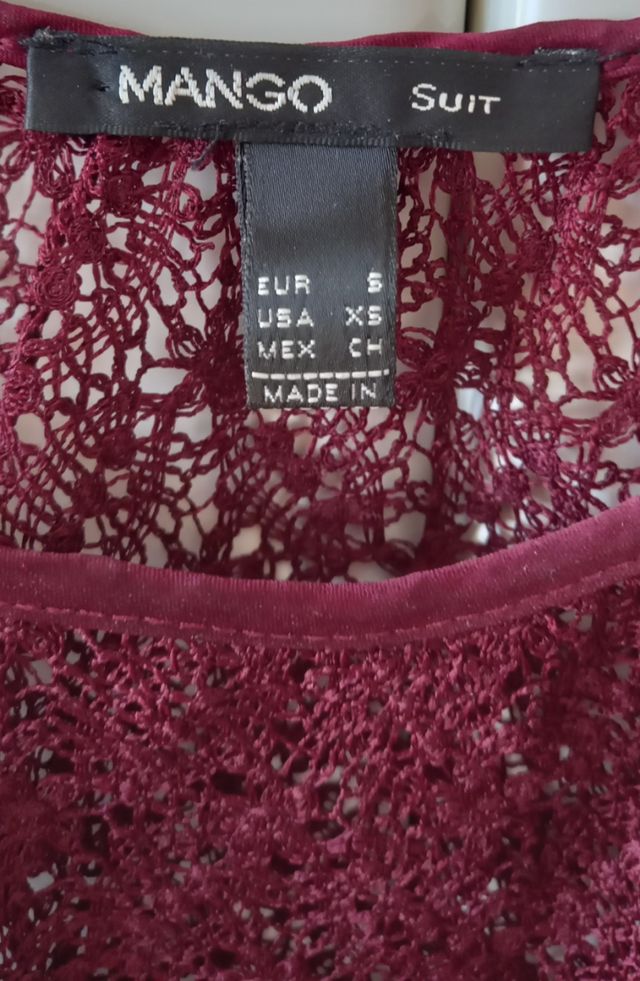 MANGO SUIT
EUR S
USA XS
MEX CH
MADE IN